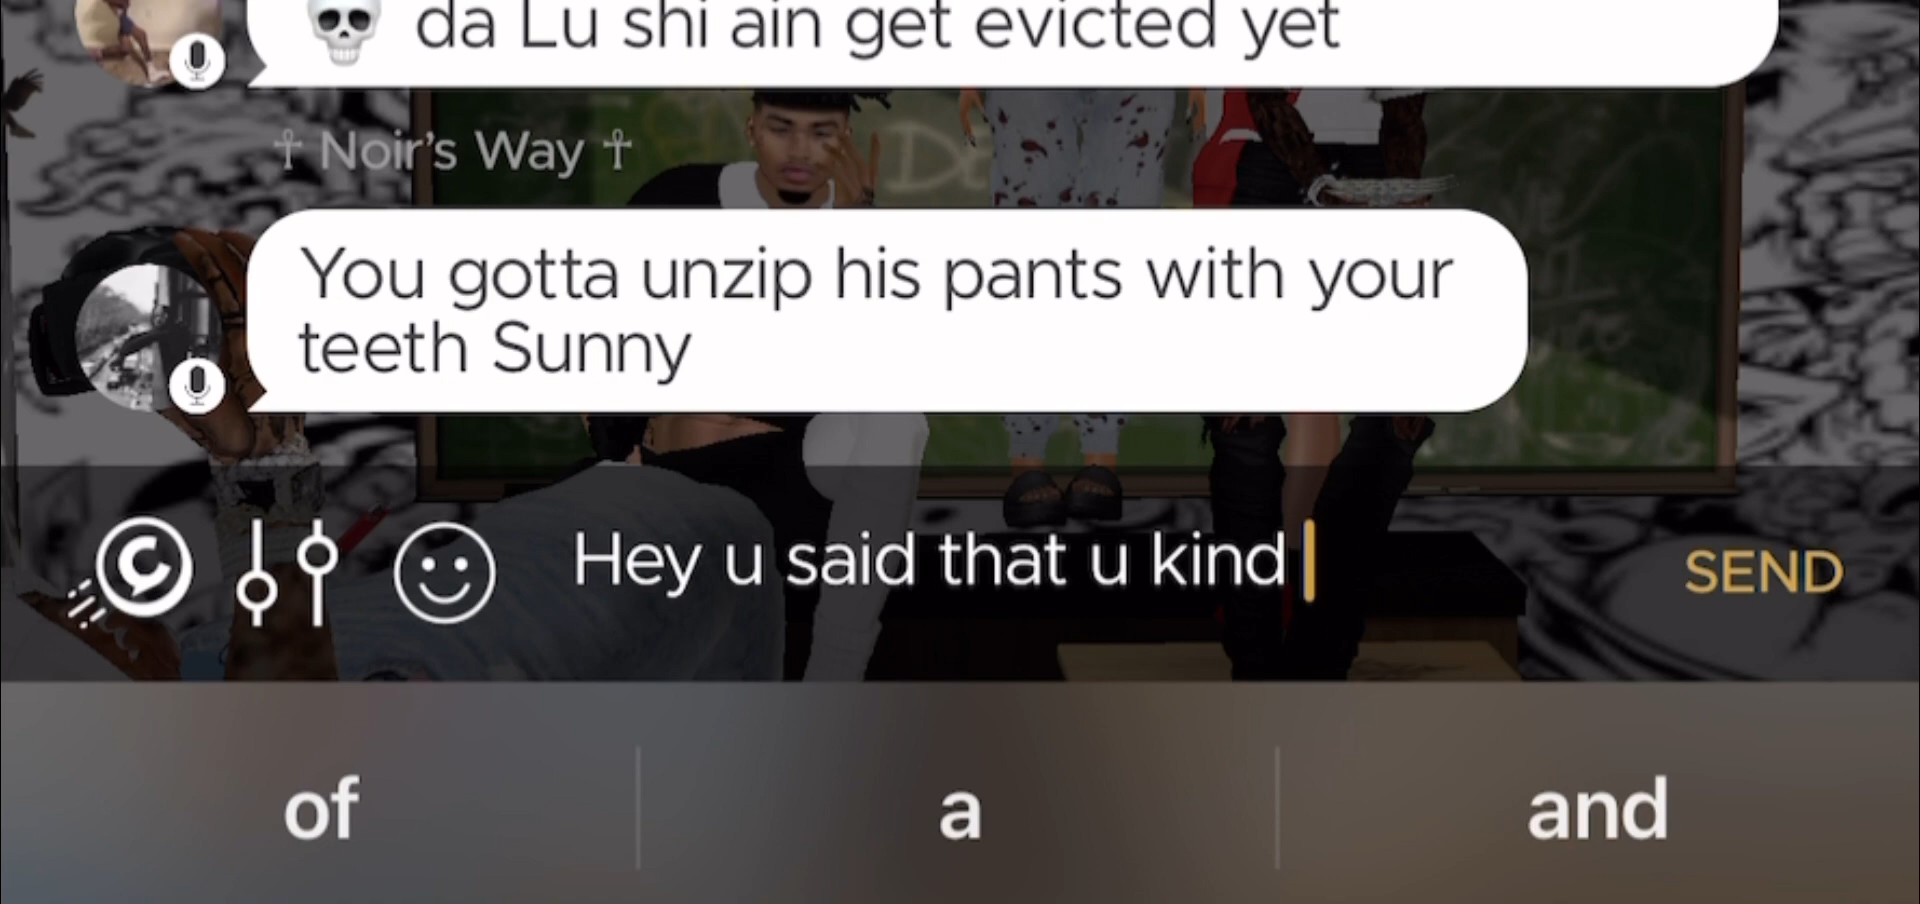 💀 da Lu shi ain get evicted yet
☥ Noir's Way ☥
You gotta unzip his pants with your
teeth Sunny
Hey u said that u kind
SEND
of
a
and